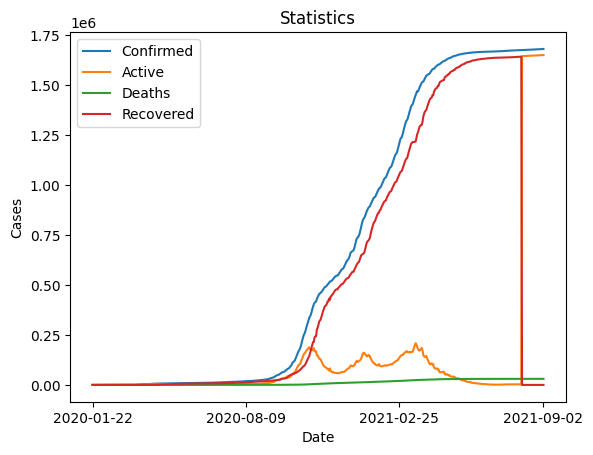 Statistics
1e6
1.75
1.50
1.25
1.00
0.75
0.50
0.25
0.00
Cases
Confirmed
Active
Deaths
Recovered
2020-01-22
2020-08-09
2021-02-25
2021-09-02
Date